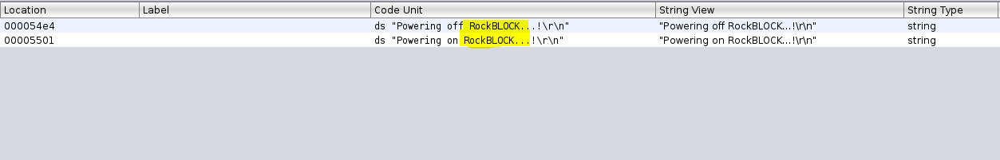 Location Label Code Unit String View String Type
000054e4 ds "Powering off RockBLOCK...!\r\n" "Powering off RockBLOCK...!\r\n" string
00005501 ds "Powering on RockBLOCK...!\r\n" "Powering on RockBLOCK...!\r\n" string